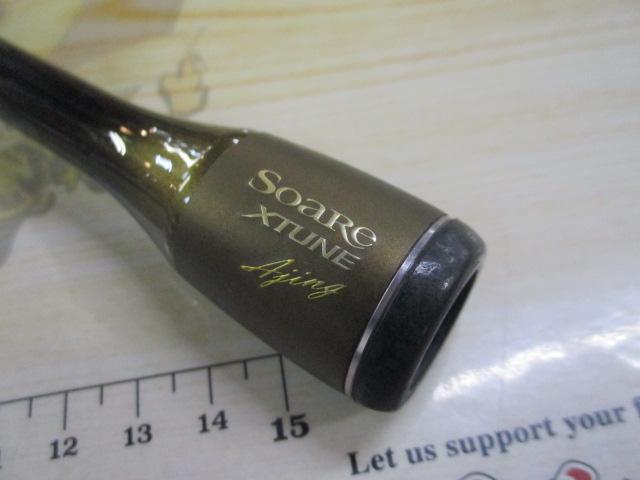 Soare
XTUNE
Ajing
12 13 14 15
Let us support your